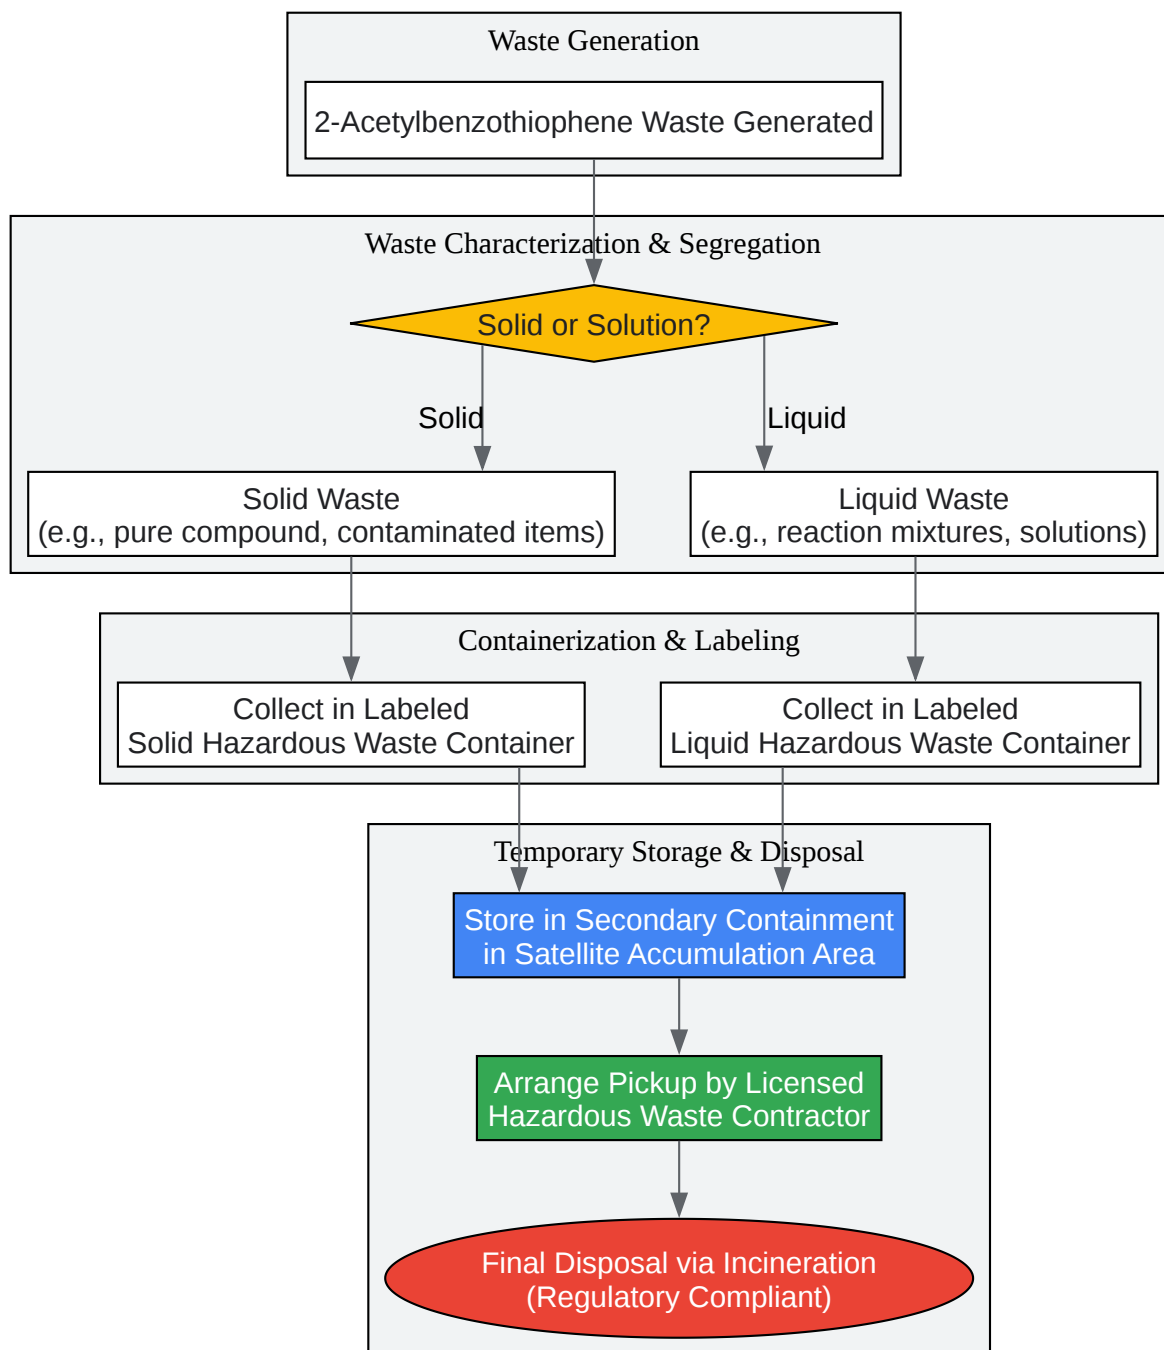 Waste Generation
2-Acetylbenzothiophene Waste Generated
Waste Characterization & Segregation
Solid or Solution?
Solid
Liquid
Solid Waste
(e.g., pure compound, contaminated items)
Liquid Waste
(e.g., reaction mixtures, solutions)
Containerization & Labeling
Collect in Labeled
Solid Hazardous Waste Container
Collect in Labeled
Liquid Hazardous Waste Container
Temporary Storage & Disposal
Store in Secondary Containment
in Satellite Accumulation Area
Arrange Pickup by Licensed
Hazardous Waste Contractor
Final Disposal via Incineration
(Regulatory Compliant)